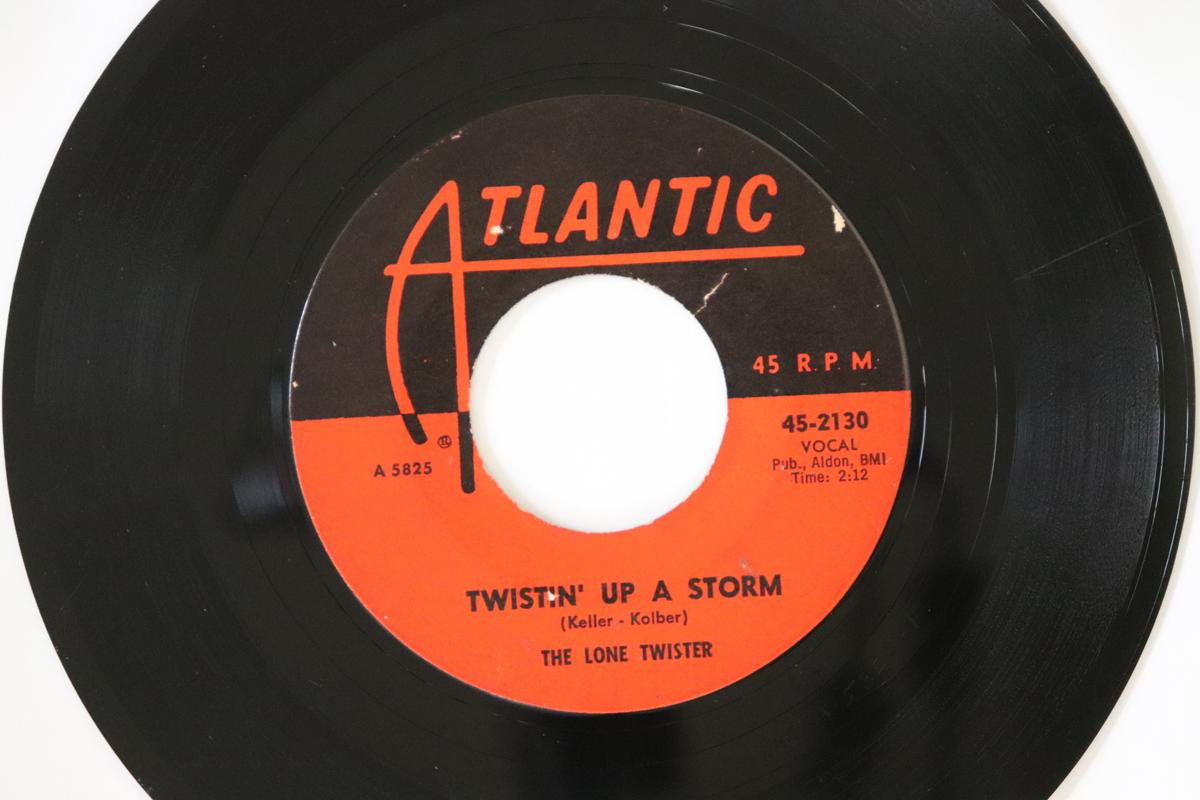 ATLANTIC
45 R.P.M.
®
A 5825
45-2130
VOCAL
Pub., Aldon, BMI
Time: 2:12
TWISTIN' UP A STORM
(Keller - Kolber)
THE LONE TWISTER